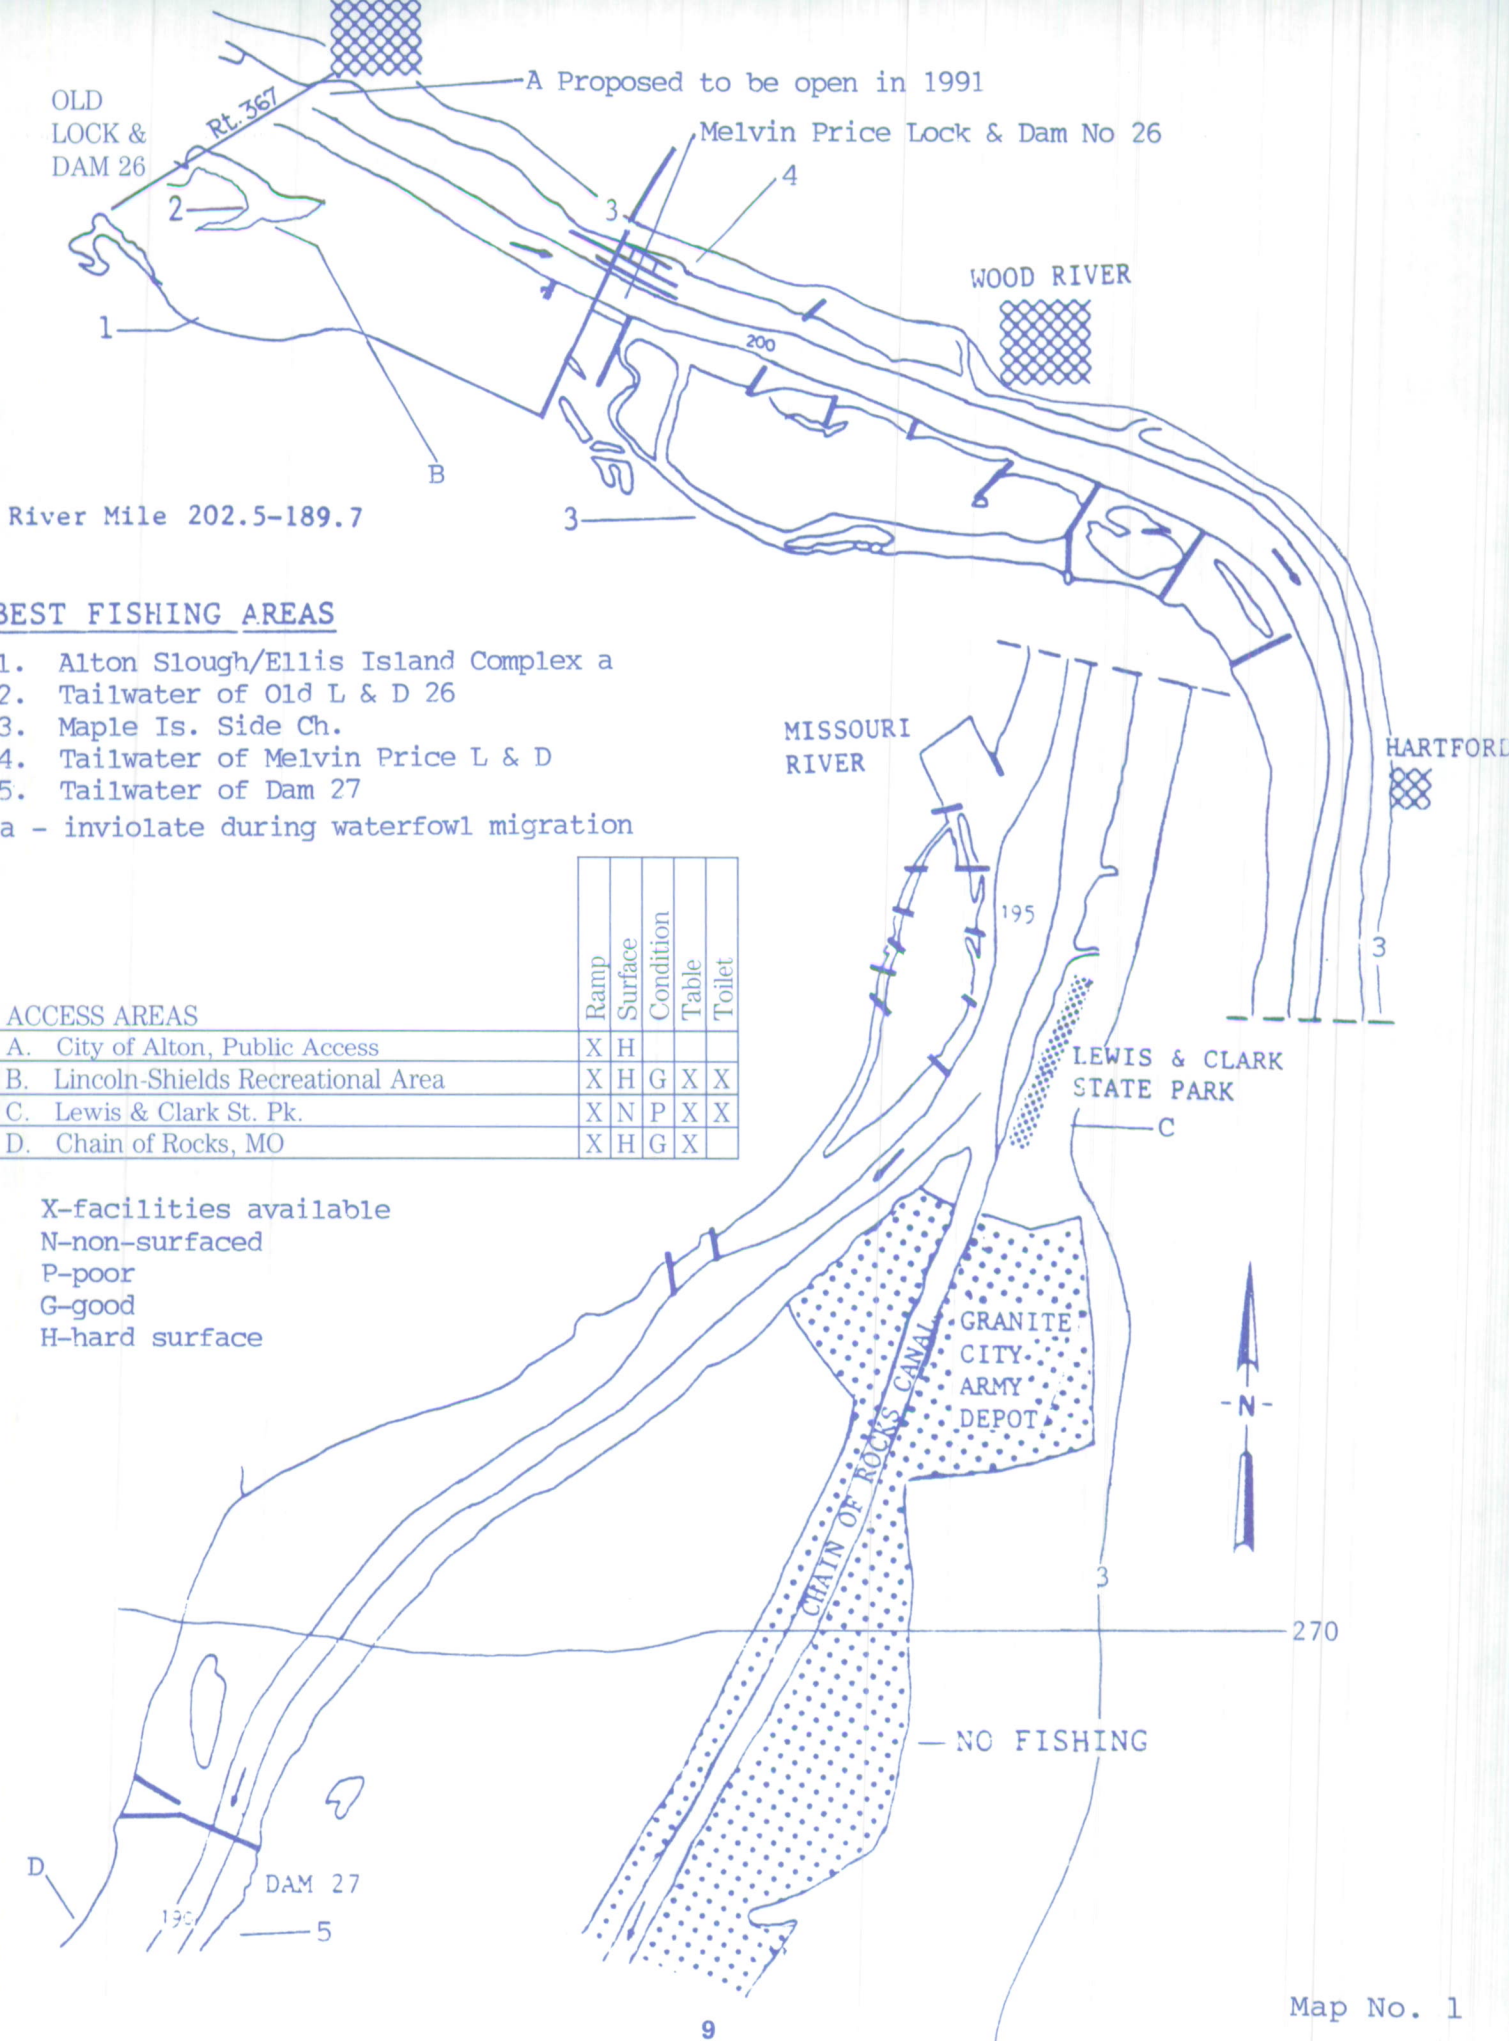 A Proposed to be open in 1991
OLD
LOCK &
DAM 26
Rt. 367
Melvin Price Lock & Dam No 26
4
2
3
WOOD RIVER
1
200
B
River Mile 202.5-189.7
3
BEST FISHING AREAS
1. Alton Slough/Ellis Island Complex a
2. Tailwater of Old L & D 26
3. Maple Is. Side Ch.
4. Tailwater of Melvin Price L & D
5. Tailwater of Dam 27
a - inviolate during waterfowl migration
MISSOURI
RIVER
HARTFORD
195
3
ACCESS AREAS Ramp Surface Condition Table Toilet
A. City of Alton, Public Access X H
B. Lincoln-Shields Recreational Area X H G X X
C. Lewis & Clark St. Pk. X N P X X
D. Chain of Rocks, MO X H G X
LEWIS & CLARK
STATE PARK
C
X-facilities available
N-non-surfaced
P-poor
G-good
H-hard surface
GRANITE
CITY
ARMY
DEPOT
CHAIN OF ROCKS CANAL
-N-
3
270
NO FISHING
D
DAM 27
190
5
Map No. 1
9